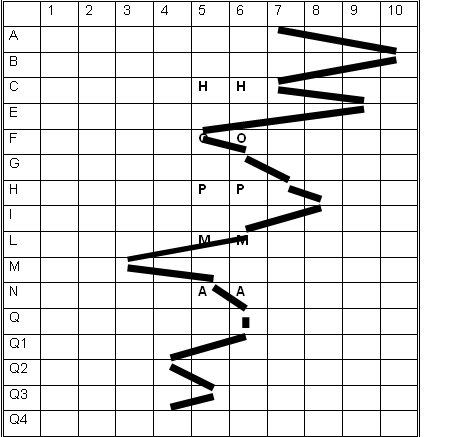 1 2 3 4 5 6 7 8 9 10
A
B
C H H
E
F O O
G
H P P
I
L M M
M
N A A
Q
Q1
Q2
Q3
Q4